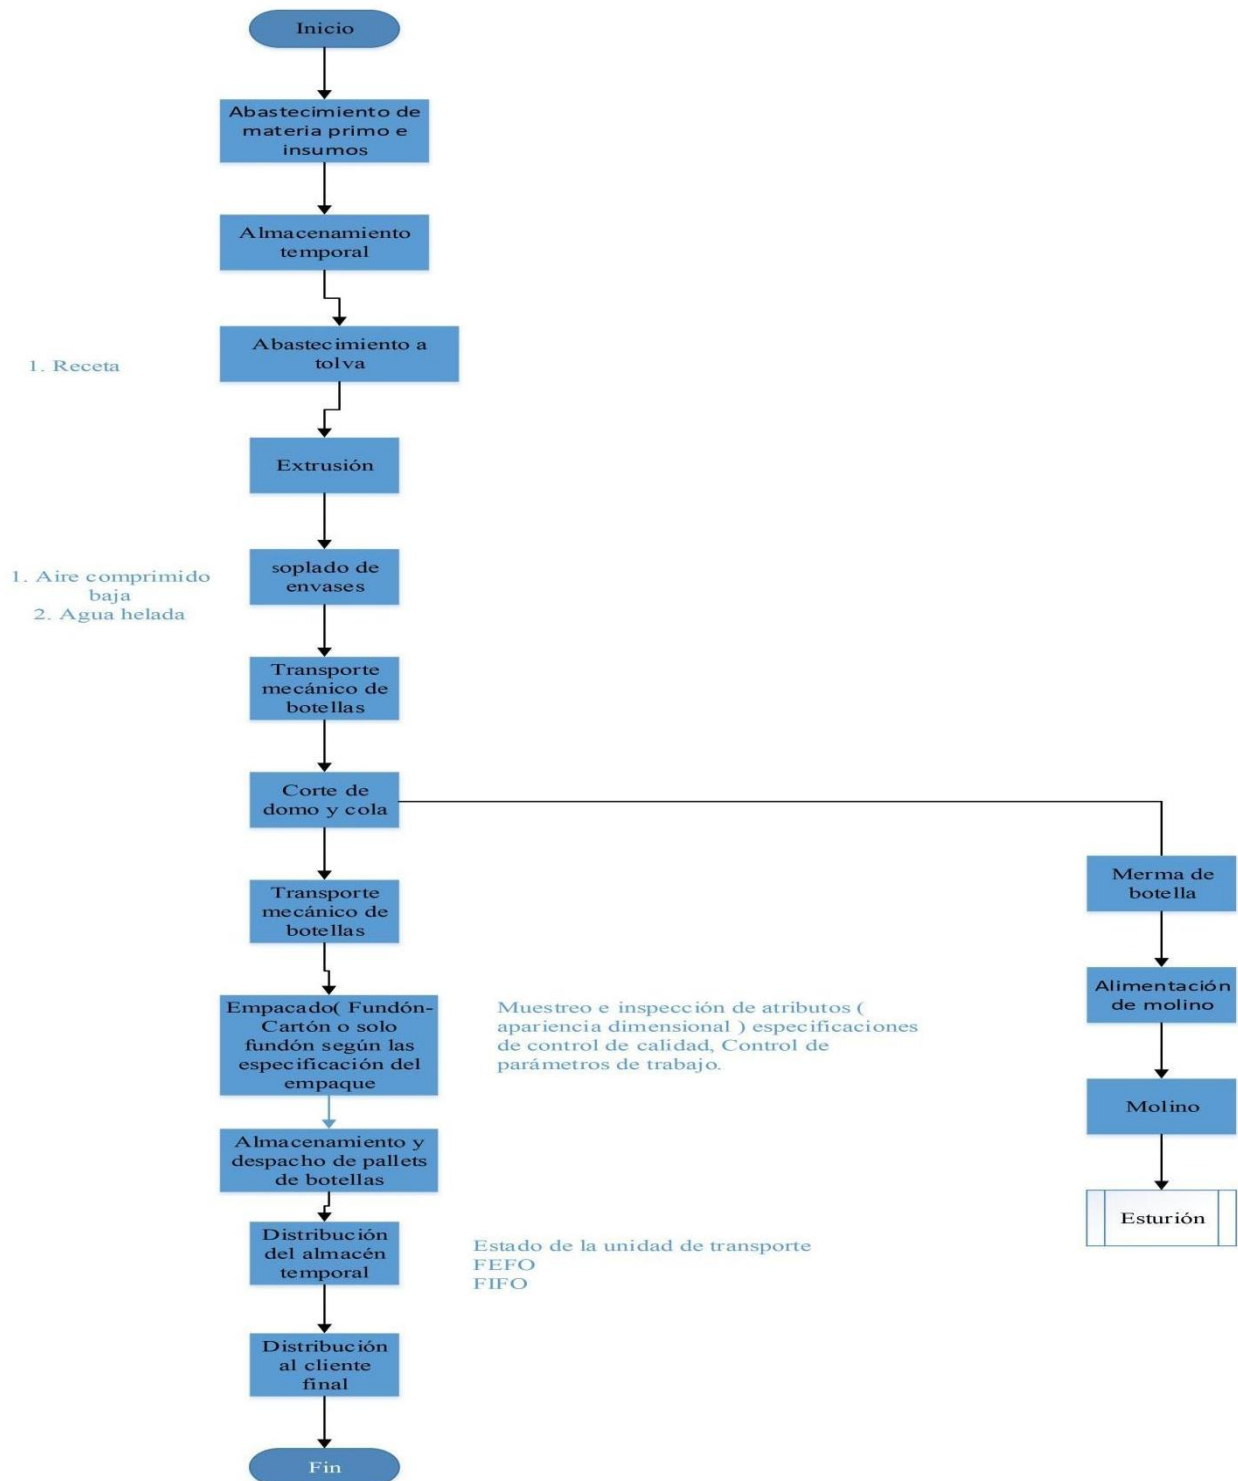 Inicio
Abastecimiento de
materia primo e
insumos
Almacenamiento
temporal
Abastecimiento a
tolva
1. Receta
Extrusión
soplado de
envases
1. Aire comprimido
baja
2. Agua helada
Transporte
mecánico de
botellas
Corte de
domo y cola
Transporte
mecánico de
botellas
Empacado( Fundón-
Cartón o solo
fundón según las
especificación del
empaque
Muestreo e inspección de atributos (
apariencia dimensional ) especificaciones
de control de calidad, Control de
parámetros de trabajo.
Almacenamiento y
despacho de pallets
de botellas
Distribución
del almacén
temporal
Estado de la unidad de transporte
FEFO
FIFO
Distribución
al cliente
final
Fin
Merma de
botella
Alimentación
de molino
Molino
Esturión